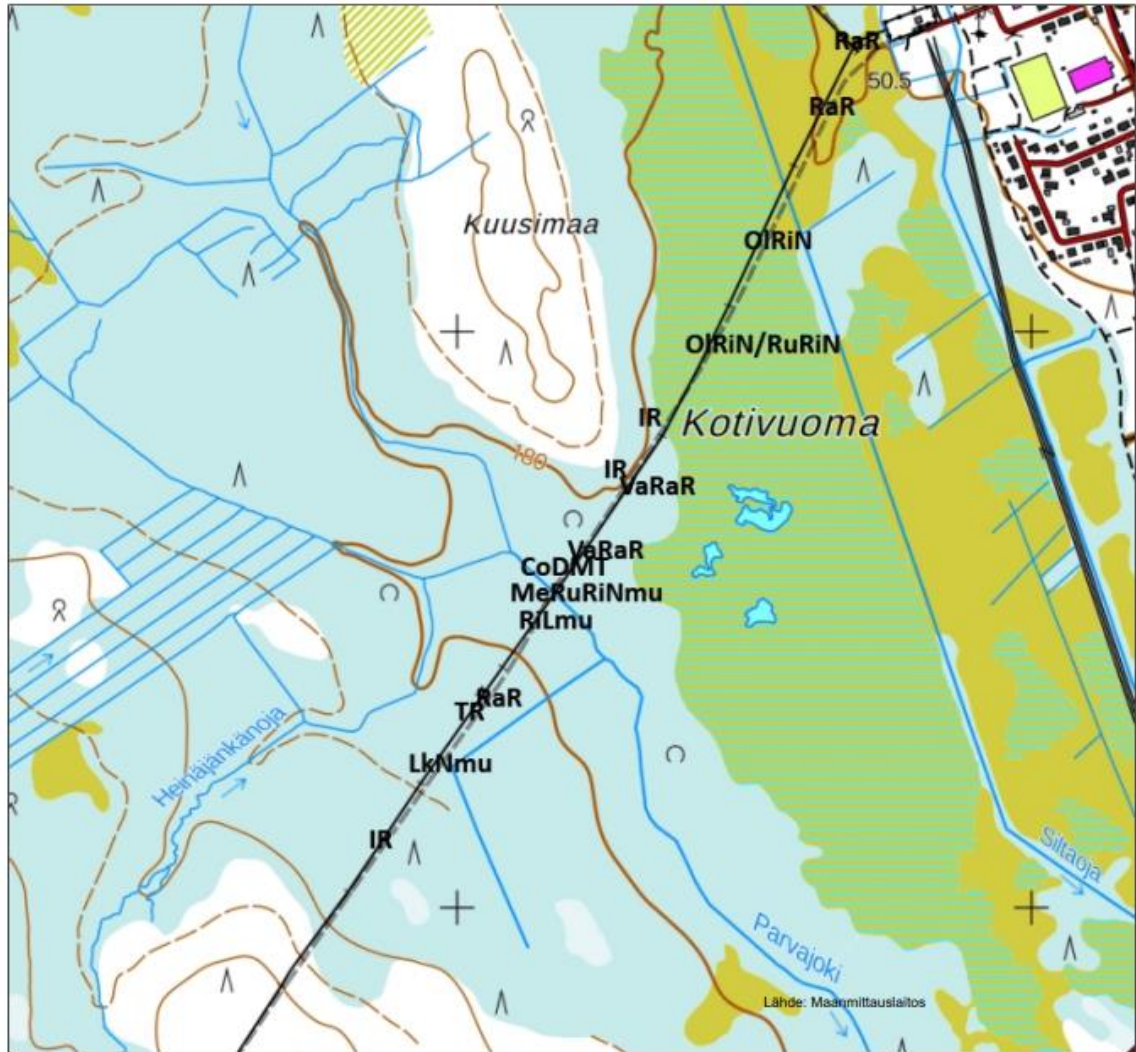 RaR
50.5
RaR
Kuusimaa
OlRiN
OlRiN/RuRiN
IR
Kotivuoma
180
IR
VaRaR
VaRaR
CoDMT
MeRuRiNmu
RiLmu
RaR
TR
Heinäjänkänoja
LkNmu
IR
Siltaoja
Parvajoki
Lähde: Maanmittauslaitos